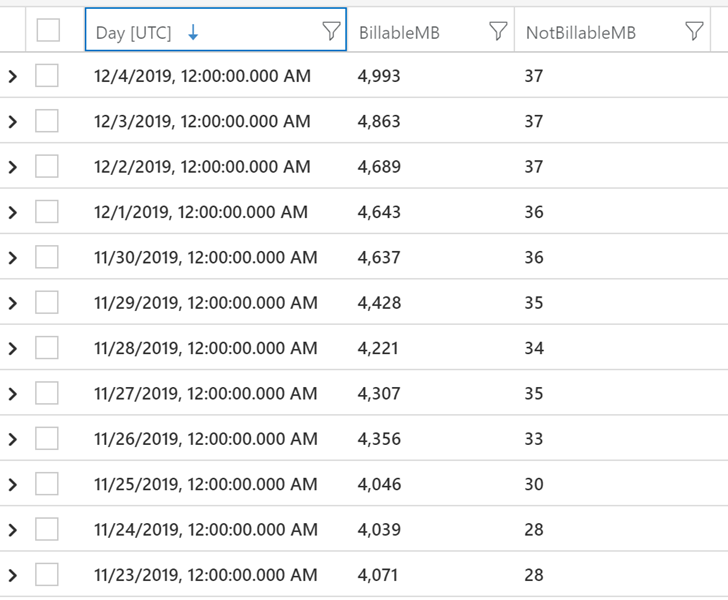 Day [UTC] ↓ BillableMB NotBillableMB
12/4/2019, 12:00:00.000 AM 4,993 37
12/3/2019, 12:00:00.000 AM 4,863 37
12/2/2019, 12:00:00.000 AM 4,689 37
12/1/2019, 12:00:00.000 AM 4,643 36
11/30/2019, 12:00:00.000 AM 4,637 36
11/29/2019, 12:00:00.000 AM 4,428 35
11/28/2019, 12:00:00.000 AM 4,221 34
11/27/2019, 12:00:00.000 AM 4,307 35
11/26/2019, 12:00:00.000 AM 4,356 33
11/25/2019, 12:00:00.000 AM 4,046 30
11/24/2019, 12:00:00.000 AM 4,039 28
11/23/2019, 12:00:00.000 AM 4,071 28